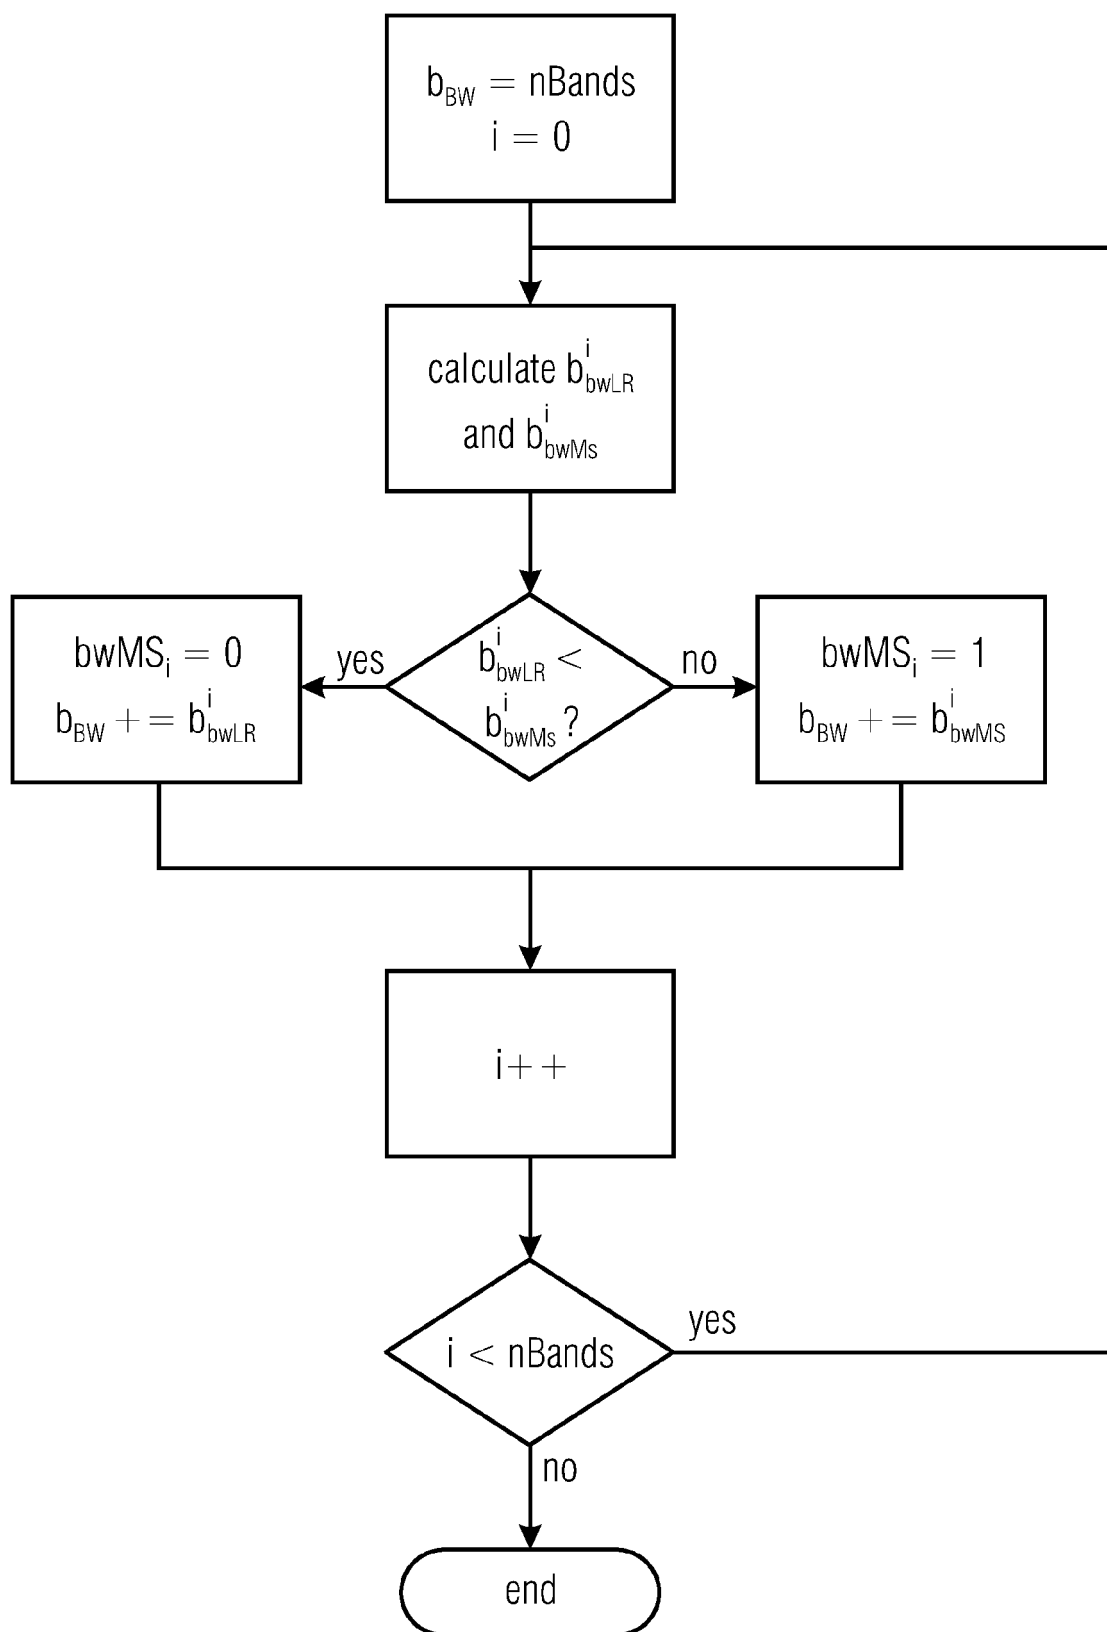 b_BW = nBands
i = 0
calculate b^i_bwLR
and b^i_bwMs
bwMS_i = 0
b_BW + = b^i_bwLR
yes
b^i_bwLR <
b^i_bwMs ?
no
bwMS_i = 1
b_BW + = b^i_bwMS
i++
i < nBands
yes
no
end